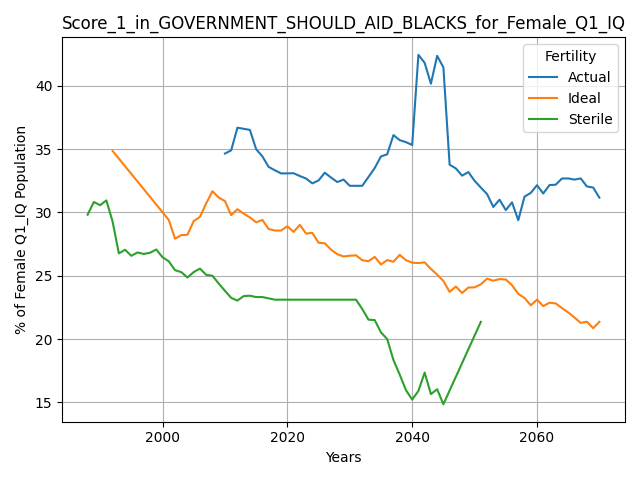 Score_1_in_GOVERNMENT_SHOULD_AID_BLACKS_for_Female_Q1_IQ
Fertility
Actual
Ideal
Sterile
% of Female Q1_IQ Population
40
35
30
25
20
15
2000
2020
2040
2060
Years